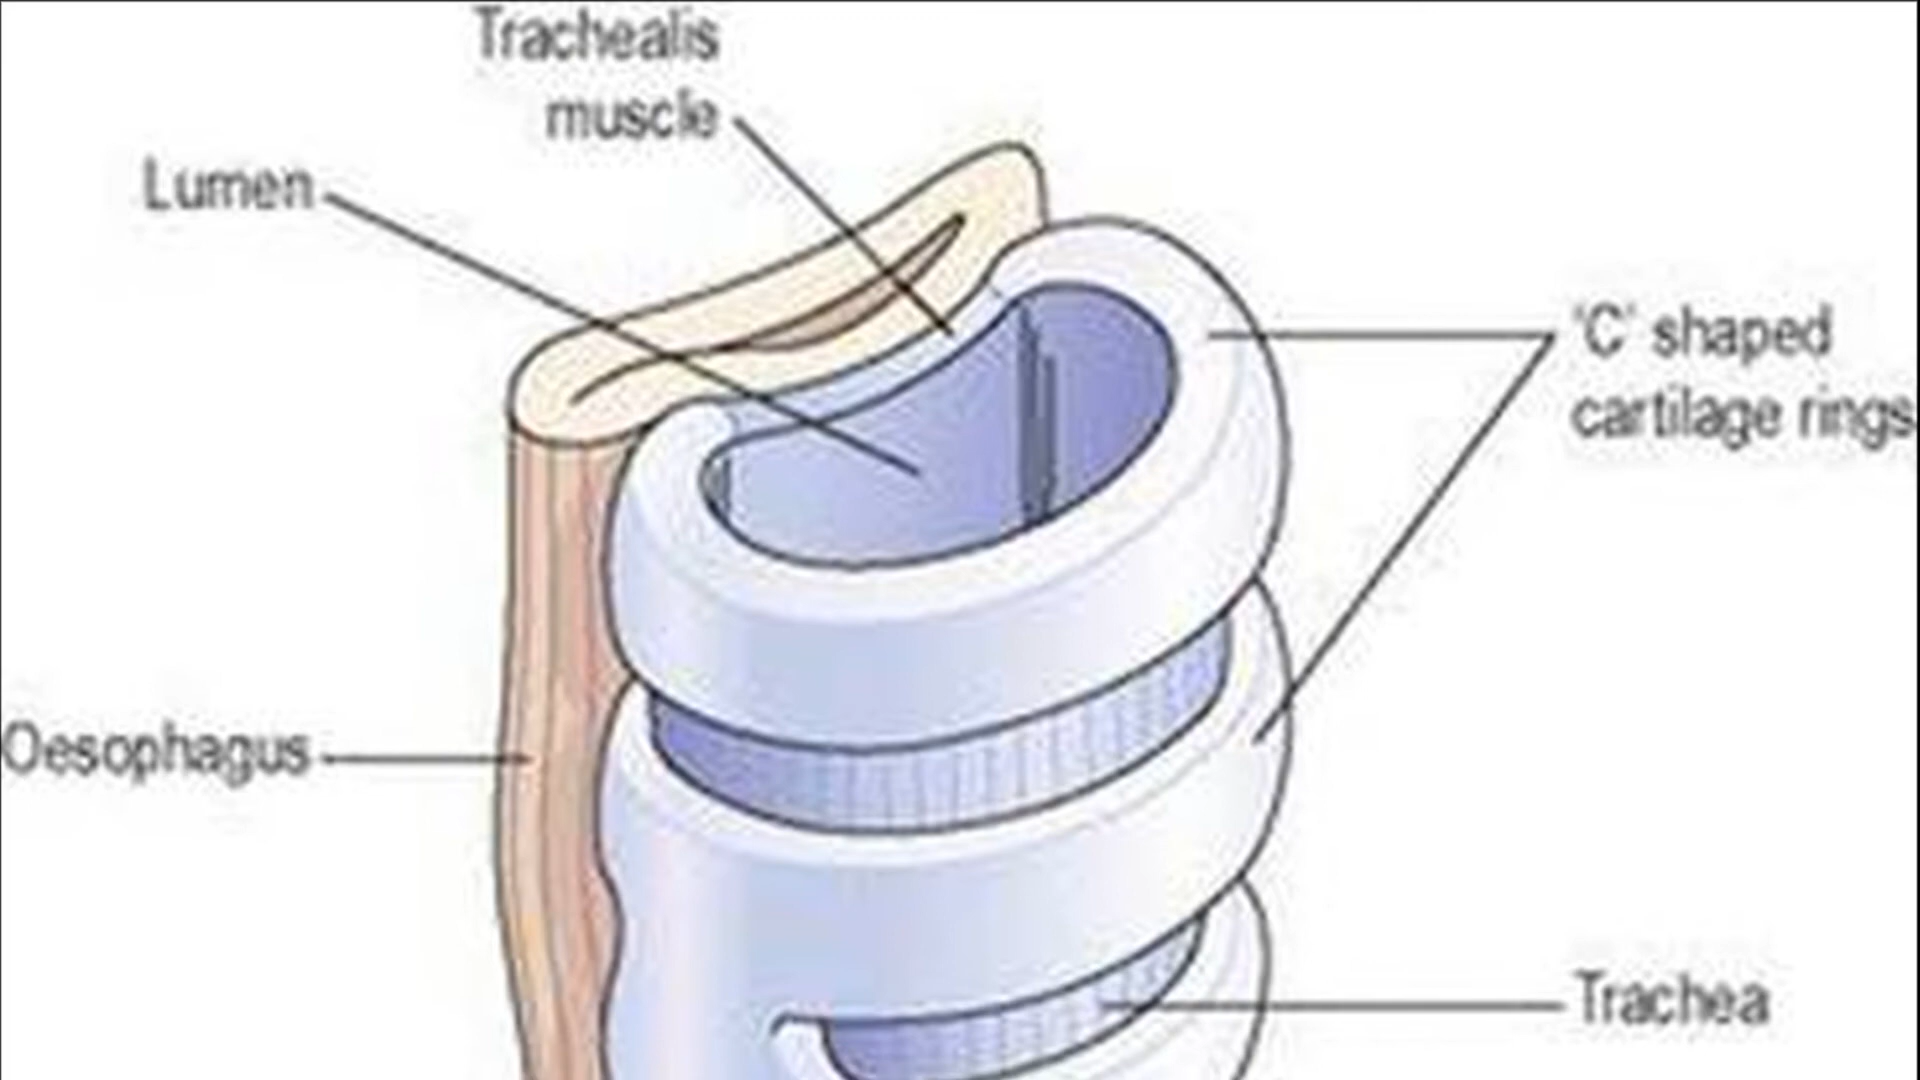 Trachealis
muscle
Lumen
'C' shaped
cartilage rings
Oesophagus
Trachea